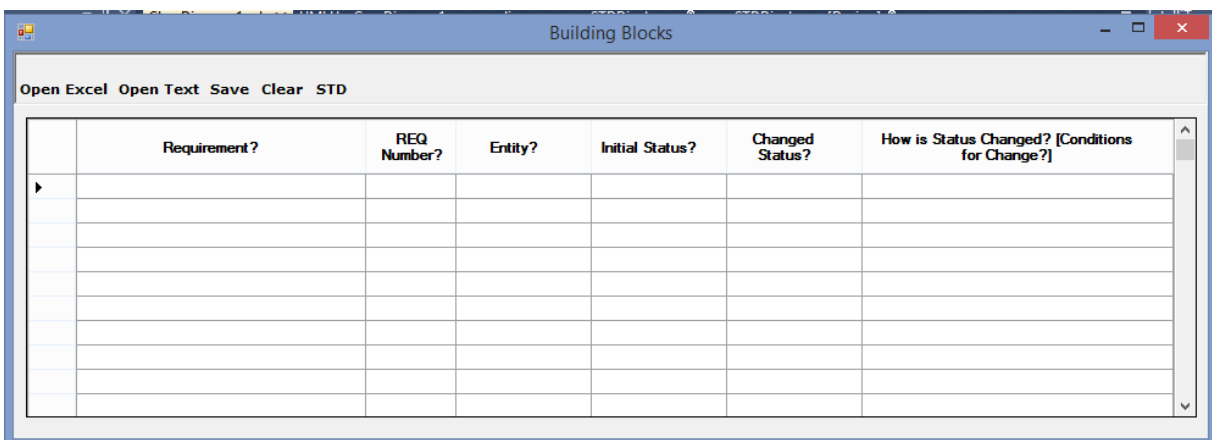 Building Blocks
Open Excel Open Text Save Clear STD
Requirement?
REQ
Number?
Entity?
Initial Status?
Changed
Status?
How is Status Changed? [Conditions
for Change?]